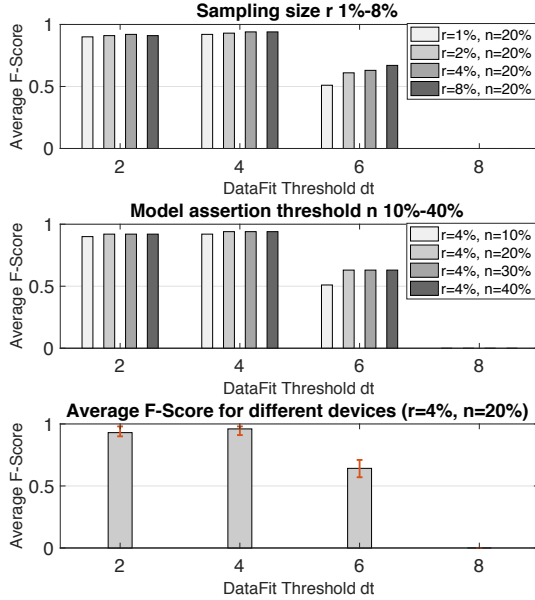 Sampling size r 1%-8%
1
0.5
0
Average F-Score
r=1%, n=20%
r=2%, n=20%
r=4%, n=20%
r=8%, n=20%
2 4 6 8
DataFit Threshold dt
Model assertion threshold n 10%-40%
1
0.5
0
Average F-Score
r=4%, n=10%
r=4%, n=20%
r=4%, n=30%
r=4%, n=40%
2 4 6 8
DataFit Threshold dt
Average F-Score for different devices (r=4%, n=20%)
1
0.5
0
Average F-Score
2 4 6 8
DataFit Threshold dt